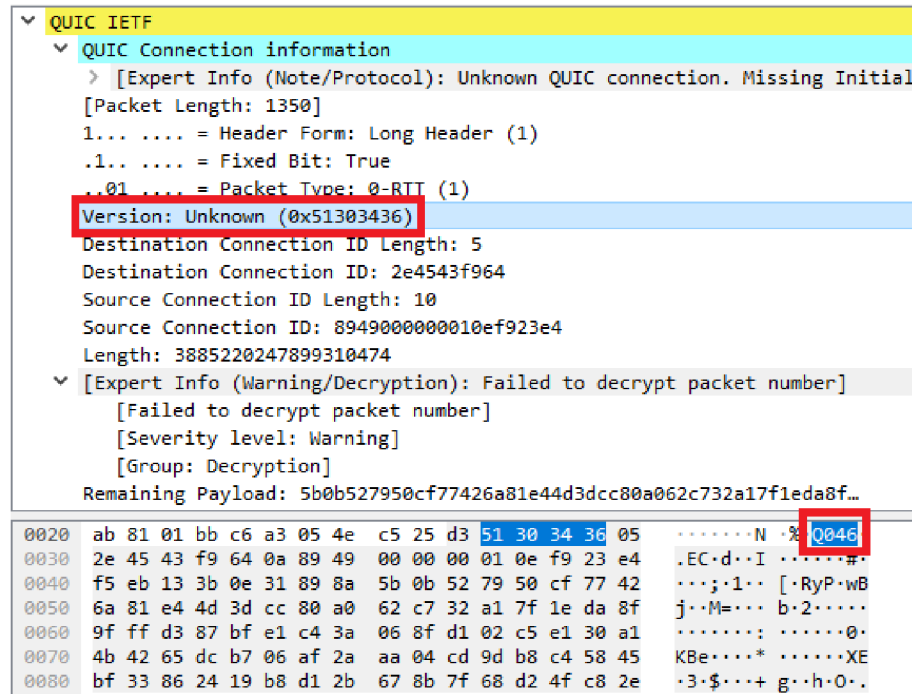 QUIC IETF
QUIC Connection information
[Expert Info (Note/Protocol): Unknown QUIC connection. Missing Initial
[Packet Length: 1350]
1... .... = Header Form: Long Header (1)
.1.. .... = Fixed Bit: True
..01 .... = Packet Type: 0-RTT (1)
Version: Unknown (0x51303436)
Destination Connection ID Length: 5
Destination Connection ID: 2e4543f964
Source Connection ID Length: 10
Source Connection ID: 8949000000010ef923e4
Length: 3885220247899310474
[Expert Info (Warning/Decryption): Failed to decrypt packet number]
[Failed to decrypt packet number]
[Severity level: Warning]
[Group: Decryption]
Remaining Payload: 5b0b527950cf77426a81e44d3dcc80a062c732a17f1eda8f…
0020 ab 81 01 bb c6 a3 05 4e c5 25 d3 51 30 34 36 05 ·······N ·%·Q046·
0030 2e 45 43 f9 64 0a 89 49 00 00 00 01 0e f9 23 e4 .EC·d··I ······#·
0040 f5 eb 13 3b 0e 31 89 8a 5b 0b 52 79 50 cf 77 42 ···;·1·· [·RyP·wB
0050 6a 81 e4 4d 3d cc 80 a0 62 c7 32 a1 7f 1e da 8f j··M=··· b·2·····
0060 9f ff d3 87 bf e1 c4 3a 06 8f d1 02 c5 e1 30 a1 ·······: ······0·
0070 4b 42 65 dc b7 06 af 2a aa 04 cd 9d b8 c4 58 45 KBe····* ······XE
0080 bf 33 86 24 19 b8 d1 2b 67 8b 7f 68 d2 4f c8 2e ·3·$···+ g··h·O·.